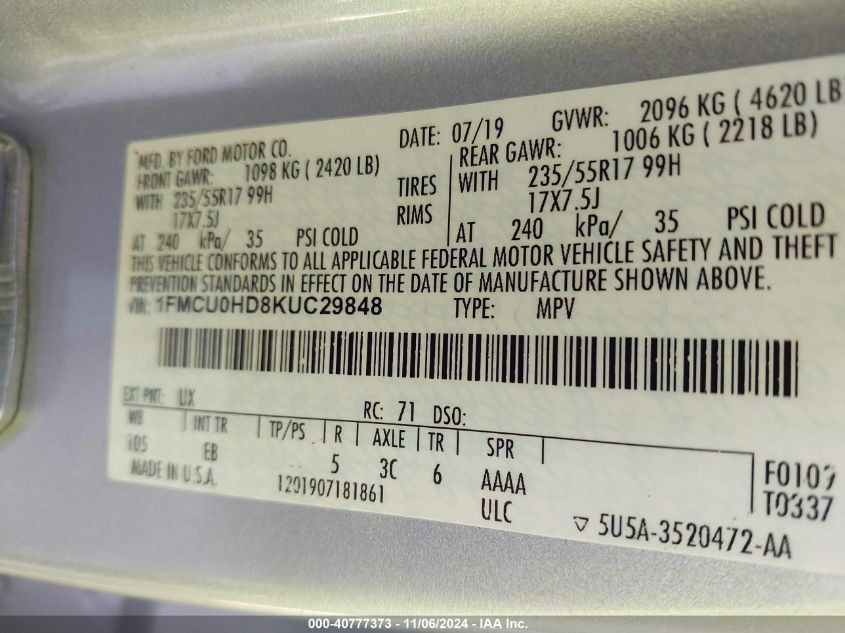 MFD. BY FORD MOTOR CO.
DATE: 07/19 GVWR: 2096 KG ( 4620 LB
FRONT GAWR: 1098 KG ( 2420 LB) REAR GAWR: 1006 KG ( 2218 LB)
WITH 235/55R17 99H TIRES WITH 235/55R17 99H
17X7.5J RIMS 17X7.5J
AT 240 kPa/ 35 PSI COLD AT 240 kPa/ 35 PSI COLD
THIS VEHICLE CONFORMS TO ALL APPLICABLE FEDERAL MOTOR VEHICLE SAFETY AND THEFT
PREVENTION STANDARDS IN EFFECT ON THE DATE OF MANUFACTURE SHOWN ABOVE.
VIN: 1FMCU0HD8KUC29848 TYPE: MPV
EXT PNT: UX RC: 71 DSO:
WB INT TR TP/PS R AXLE TR SPR
105 EB 5 3C 6 AAAA
MADE IN U.S.A. 1201907181861 ULC
F0109
T0337
5U5A-3520472-AA
000-40777373 - 11/06/2024 - IAA Inc.